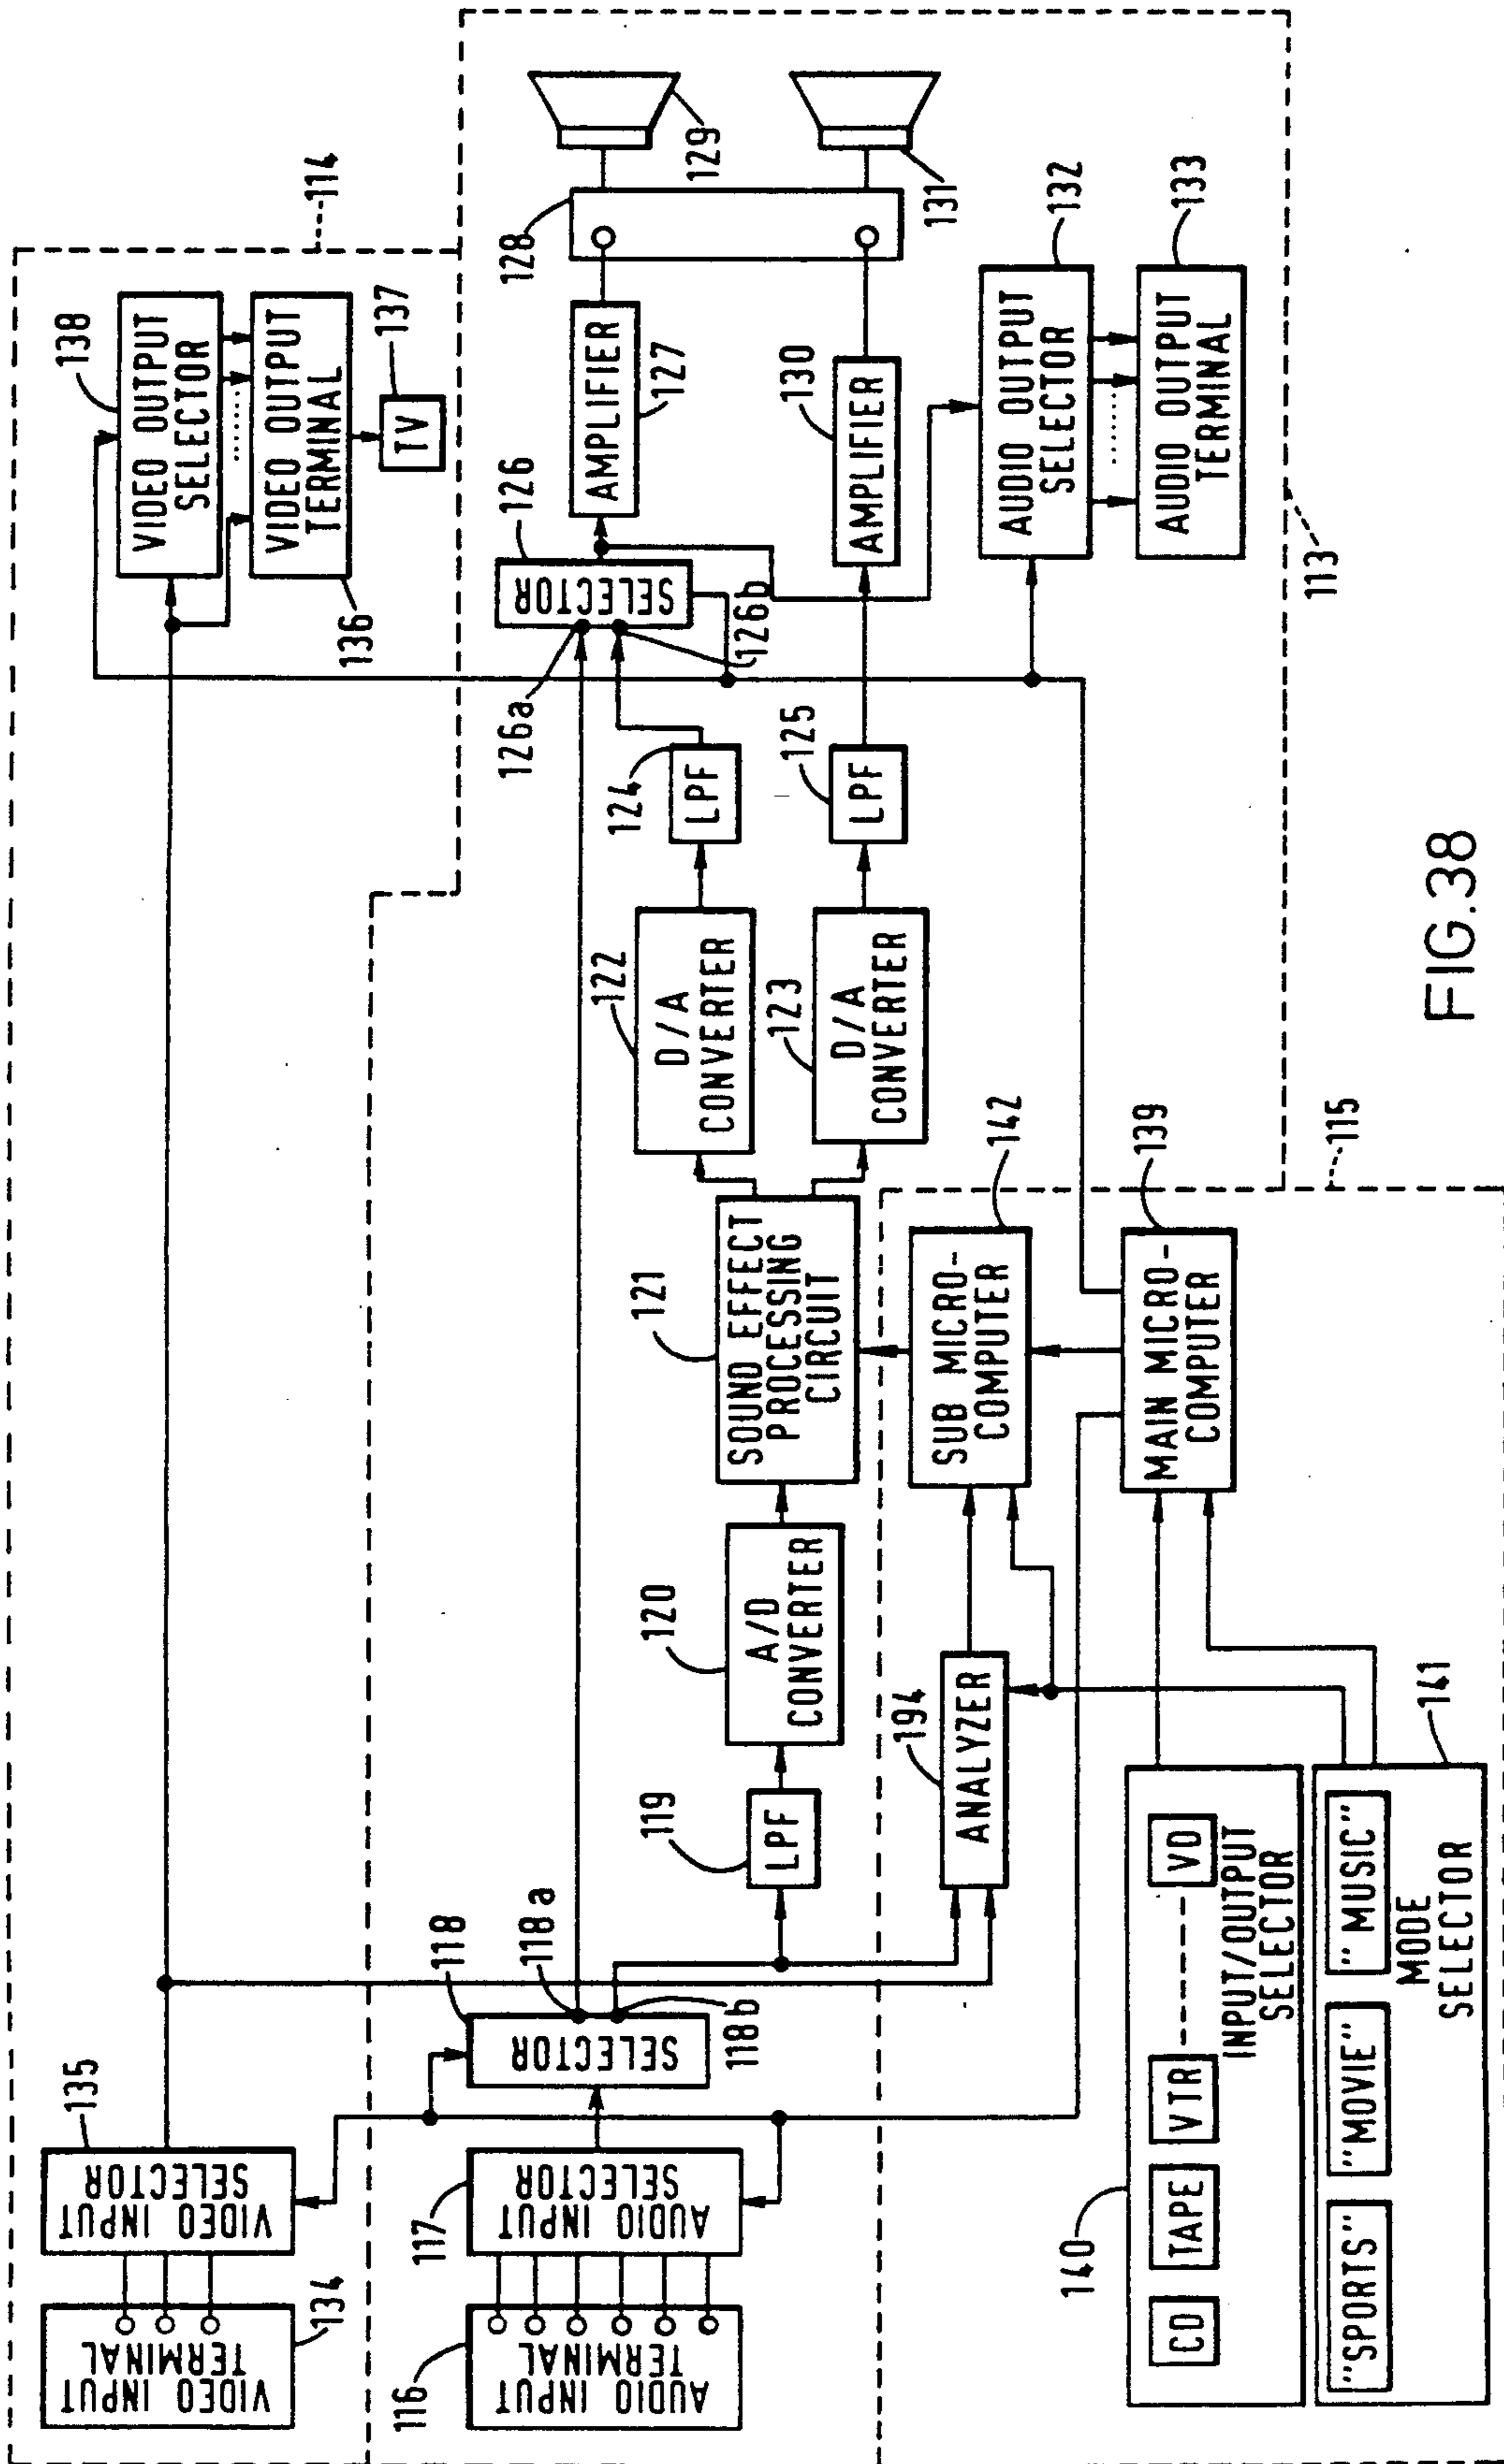 114
138
VIDEO OUTPUT
SELECTOR
VIDEO OUTPUT
TERMINAL
136
137
TV
135
VIDEO INPUT
SELECTOR
VIDEO INPUT
TERMINAL
134
116
AUDIO INPUT
TERMINAL
117
AUDIO INPUT
SELECTOR
118
SELECTOR
118a
118b
119
LPF
120
A/D
CONVERTER
121
SOUND EFFECT
PROCESSING
CIRCUIT
122
D/A
CONVERTER
123
D/A
CONVERTER
124
LPF
125
LPF
126a
126b
126
SELECTOR
AMPLIFIER
127
128
129
130
AMPLIFIER
131
132
AUDIO OUTPUT
SELECTOR
133
AUDIO OUTPUT
TERMINAL
113
194
ANALYZER
142
SUB MICRO-
COMPUTER
139
MAIN MICRO-
COMPUTER
115
140
CD
TAPE
VTR
VD
INPUT/OUTPUT
SELECTOR
141
"SPORTS"
"MOVIE"
"MUSIC"
MODE
SELECTOR
FIG.38